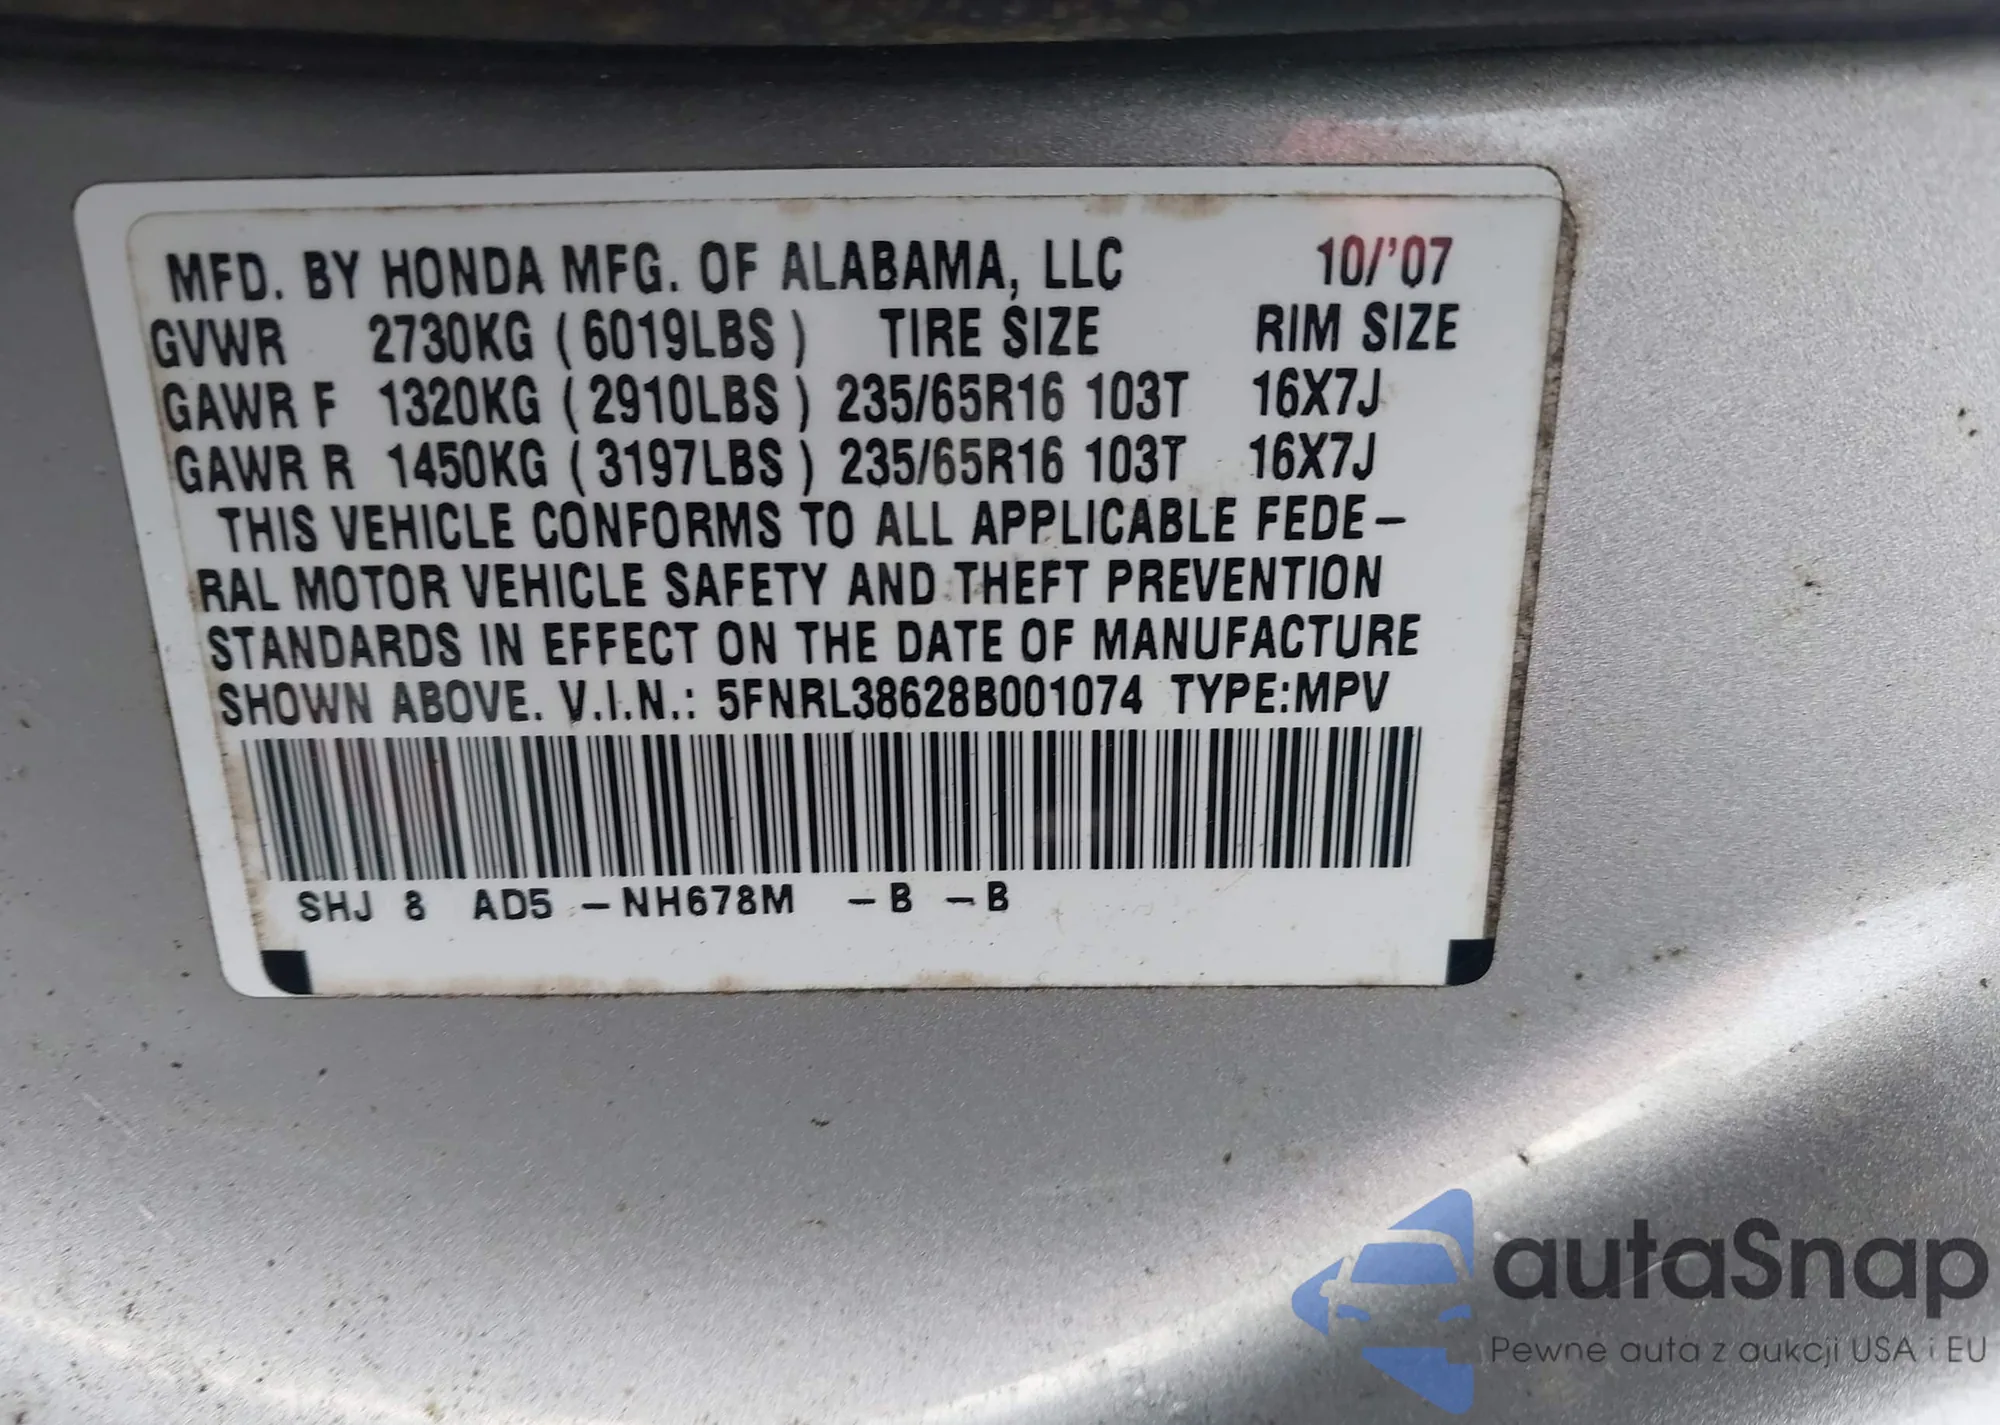 MFD. BY HONDA MFG. OF ALABAMA, LLC 10/'07
GVWR 2730KG ( 6019LBS ) TIRE SIZE RIM SIZE
GAWR F 1320KG ( 2910LBS ) 235/65R16 103T 16X7J
GAWR R 1450KG ( 3197LBS ) 235/65R16 103T 16X7J
THIS VEHICLE CONFORMS TO ALL APPLICABLE FEDE-
RAL MOTOR VEHICLE SAFETY AND THEFT PREVENTION
STANDARDS IN EFFECT ON THE DATE OF MANUFACTURE
SHOWN ABOVE. V.I.N.: 5FNRL38628B001074 TYPE:MPV
SHJ 8 AD5 -NH678M -B -B
autaSnap
Pewne auta z aukcji USA i EU